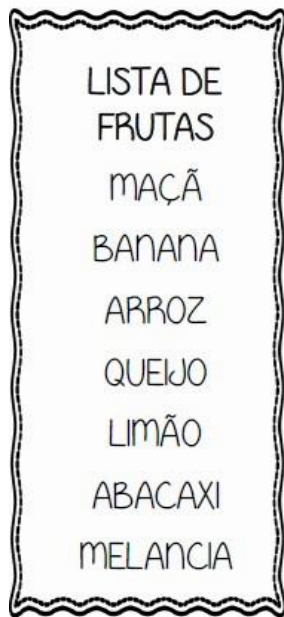 LISTA DE
FRUTAS
MAÇÃ
BANANA
ARROZ
QUEIJO
LIMÃO
ABACAXI
MELANCIA